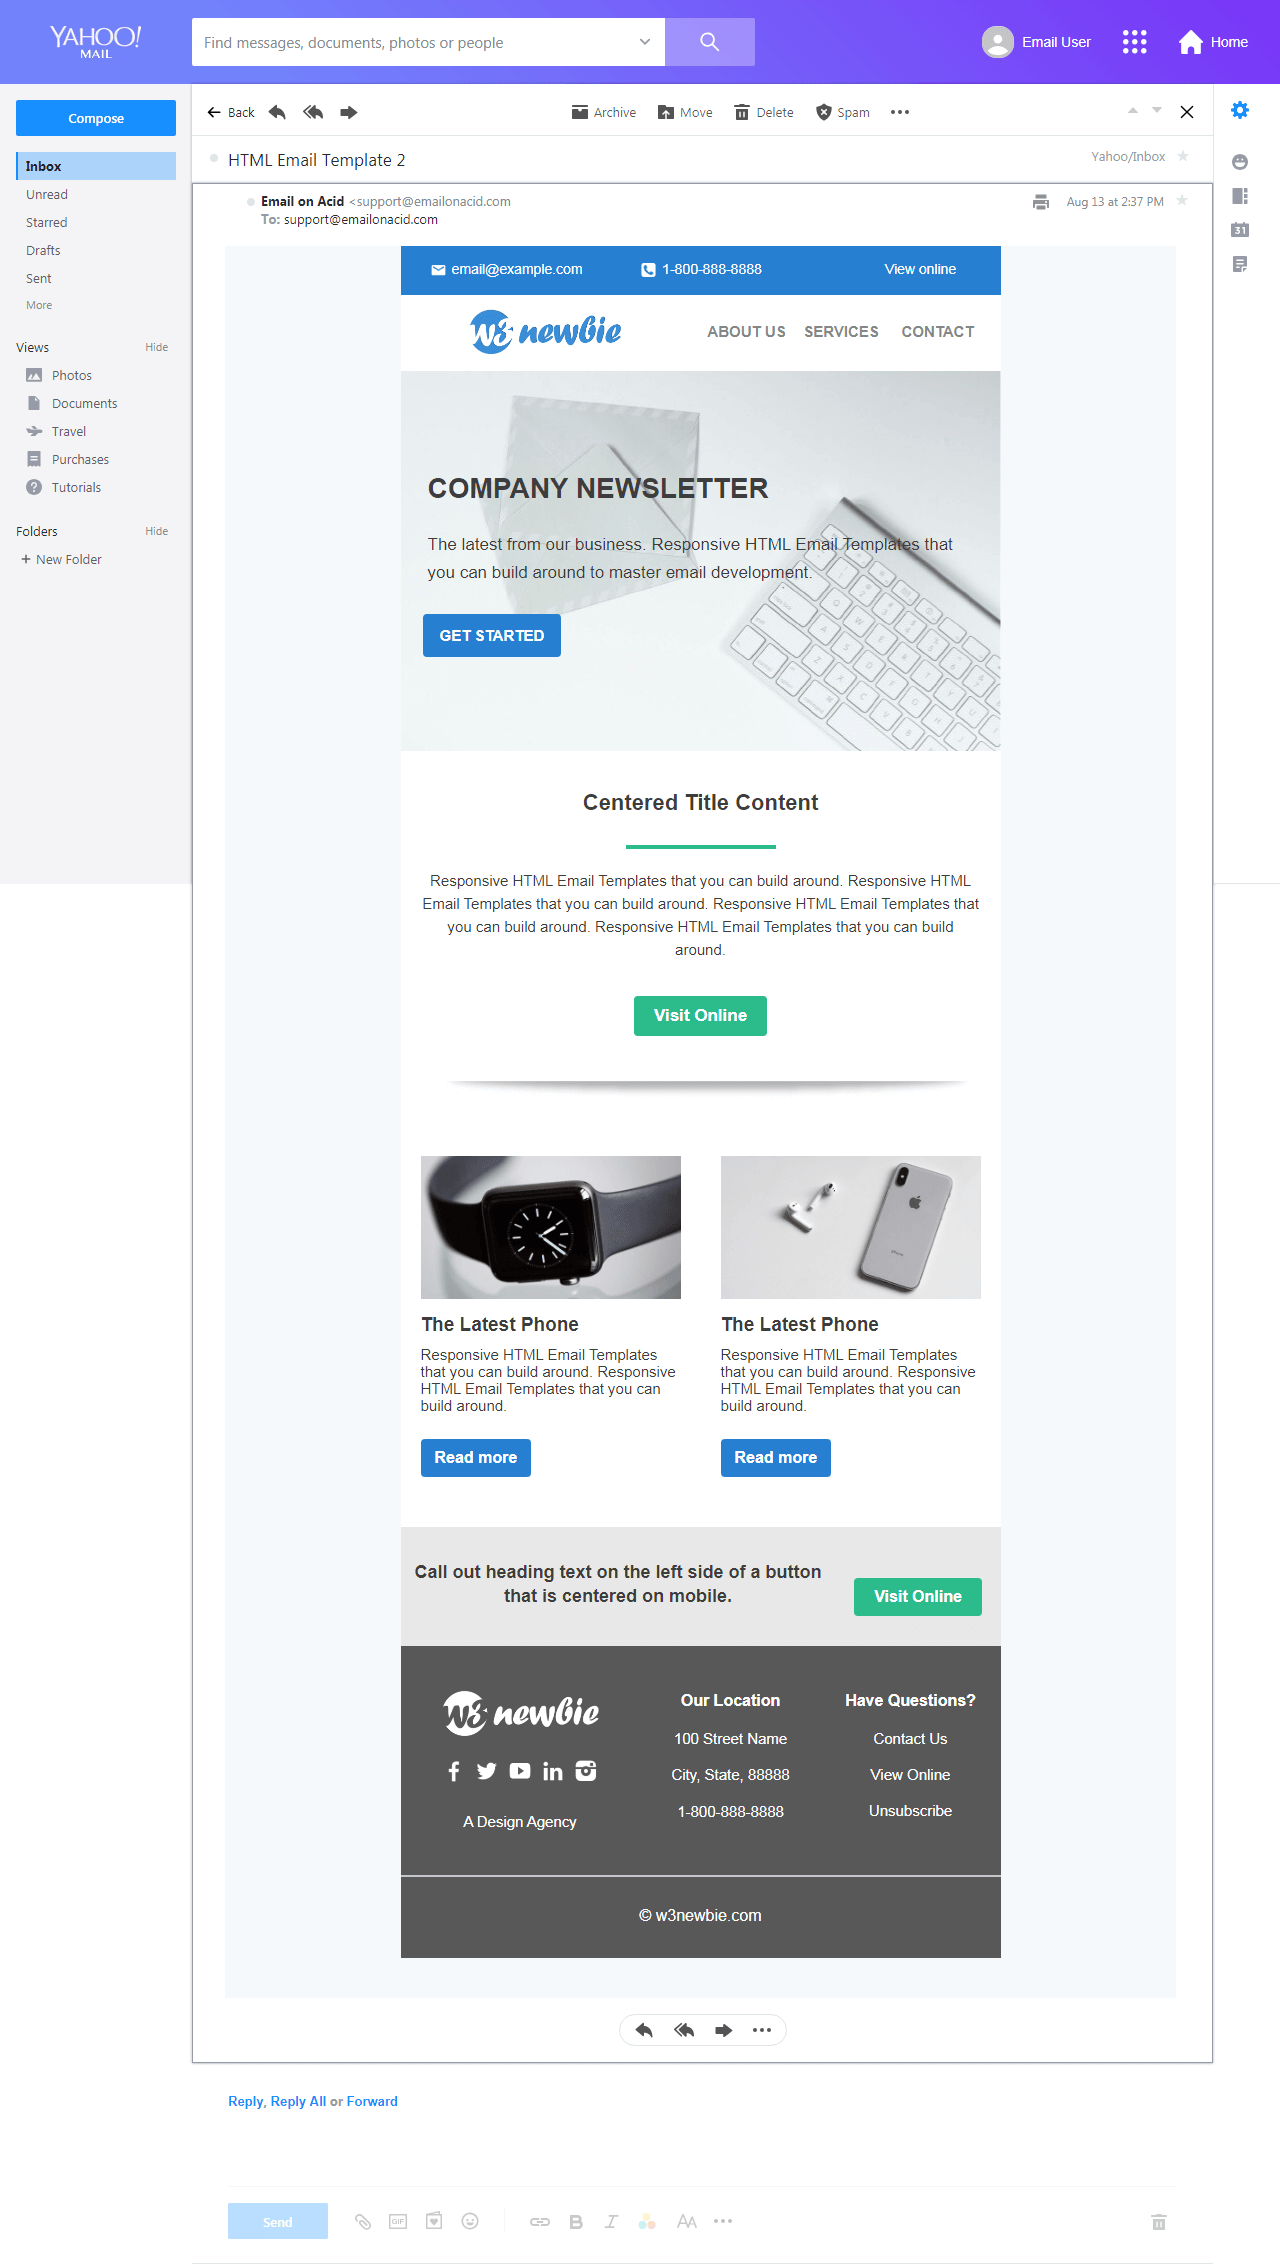 YAHOO!
MAIL
Find messages, documents, photos or people
Email User
Home
Compose
Inbox
Unread
Starred
Drafts
Sent
More
Views Hide
Photos
Documents
Travel
Purchases
Tutorials
Folders Hide
+ New Folder
Back
Archive Move Delete Spam
HTML Email Template 2
Yahoo/Inbox
Email on Acid <support@emailonacid.com
To: support@emailonacid.com
Aug 13 at 2:37 PM
31
email@example.com 1-800-888-8888 View online
w3 newbie
ABOUT US SERVICES CONTACT
COMPANY NEWSLETTER
The latest from our business. Responsive HTML Email Templates that
you can build around to master email development.
GET STARTED
Centered Title Content
Responsive HTML Email Templates that you can build around. Responsive HTML
Email Templates that you can build around. Responsive HTML Email Templates that
you can build around. Responsive HTML Email Templates that you can build
around.
Visit Online
The Latest Phone
Responsive HTML Email Templates
that you can build around. Responsive
HTML Email Templates that you can
build around.
Read more
iPhone
The Latest Phone
Responsive HTML Email Templates
that you can build around. Responsive
HTML Email Templates that you can
build around.
Read more
Call out heading text on the left side of a button
that is centered on mobile.
Visit Online
w3 newbie
A Design Agency
Our Location
100 Street Name
City, State, 88888
1-800-888-8888
Have Questions?
Contact Us
View Online
Unsubscribe
© w3newbie.com
Reply, Reply All or Forward
Send
GIF
B I AA